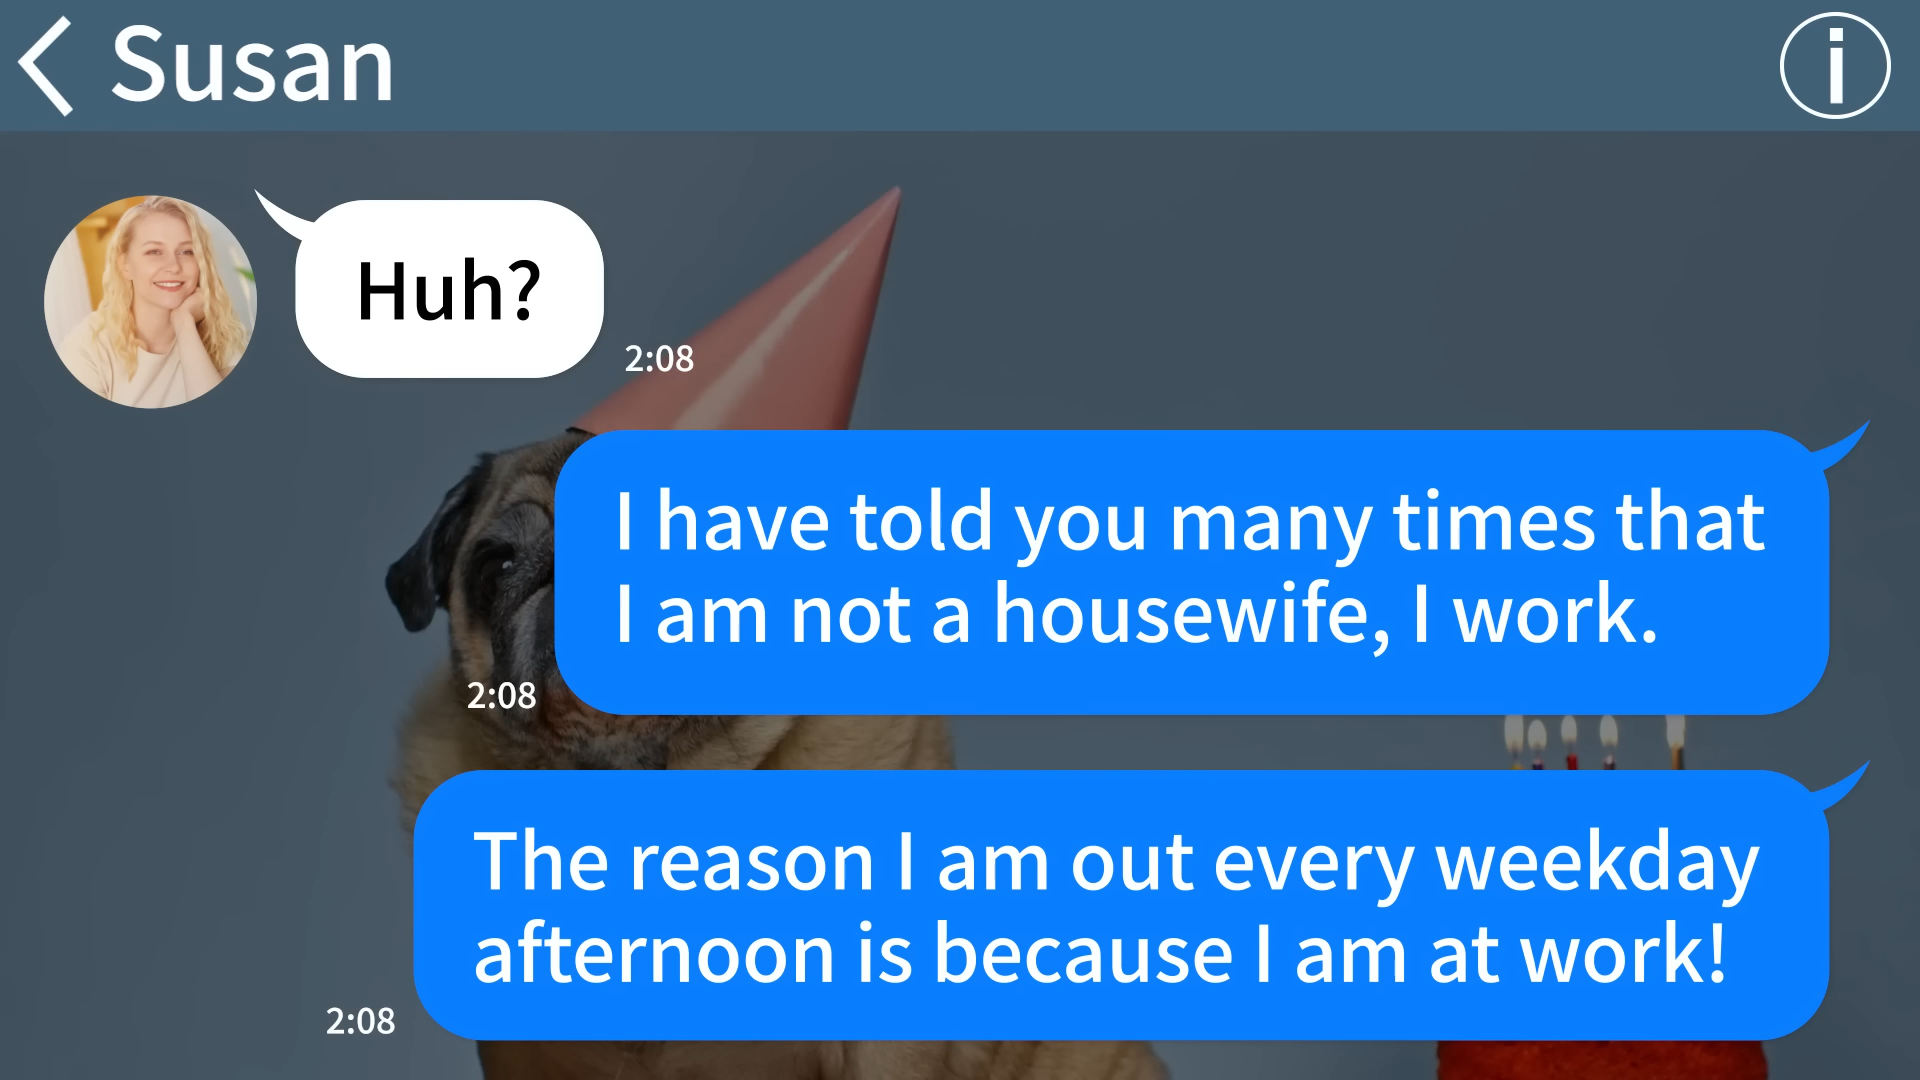 Susan
Huh?
2:08
I have told you many times that
I am not a housewife, I work.
2:08
The reason I am out every weekday
afternoon is because I am at work!
2:08